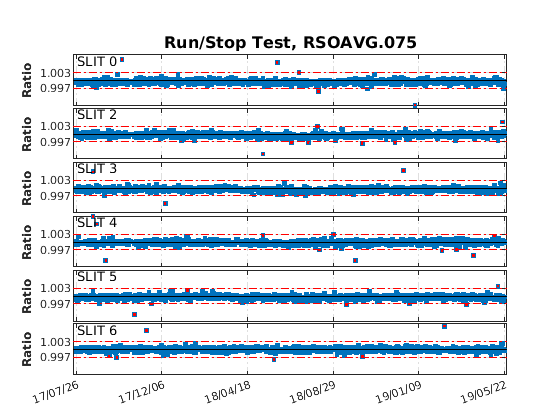 Run/Stop Test, RSOAVG.075
SLIT 0
Ratio
1.003
0.997
SLIT 2
Ratio
1.003
0.997
SLIT 3
Ratio
1.003
0.997
SLIT 4
Ratio
1.003
0.997
SLIT 5
Ratio
1.003
0.997
SLIT 6
Ratio
1.003
0.997
17/07/26 17/12/06 18/04/18 18/08/29 19/01/09 19/05/22